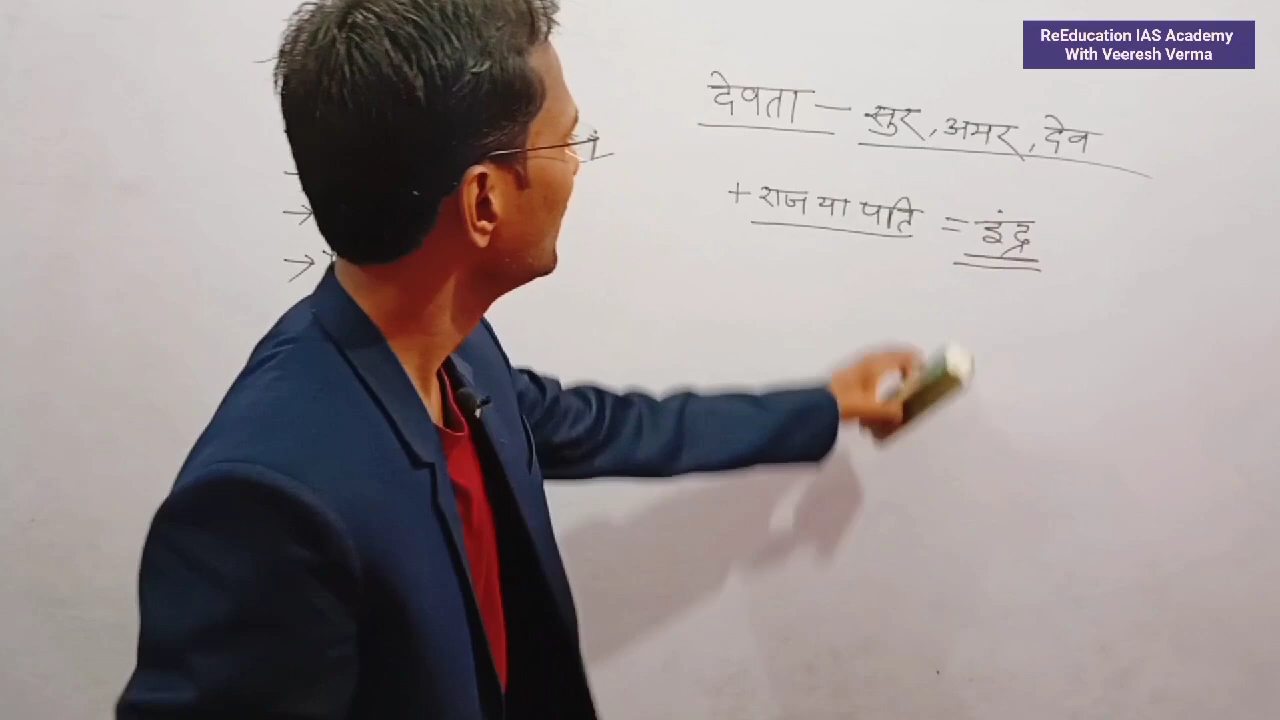 ReEducation IAS Academy
With Veeresh Verma
देवता – सुर, अमर, देव
+ राज या पति = इंद्र